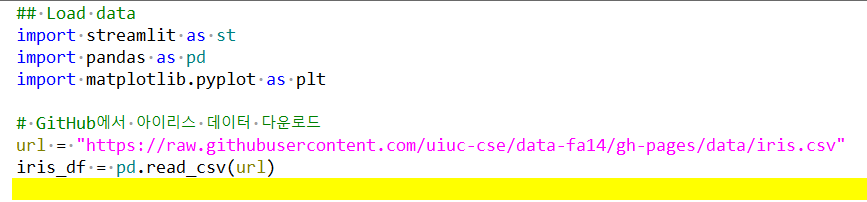 ## Load data
import streamlit as st
import pandas as pd
import matplotlib.pyplot as plt
# GitHub에서 아이리스 데이터 다운로드
url = "https://raw.githubusercontent.com/uiuc-cse/data-fa14/gh-pages/data/iris.csv"
iris_df = pd.read_csv(url)